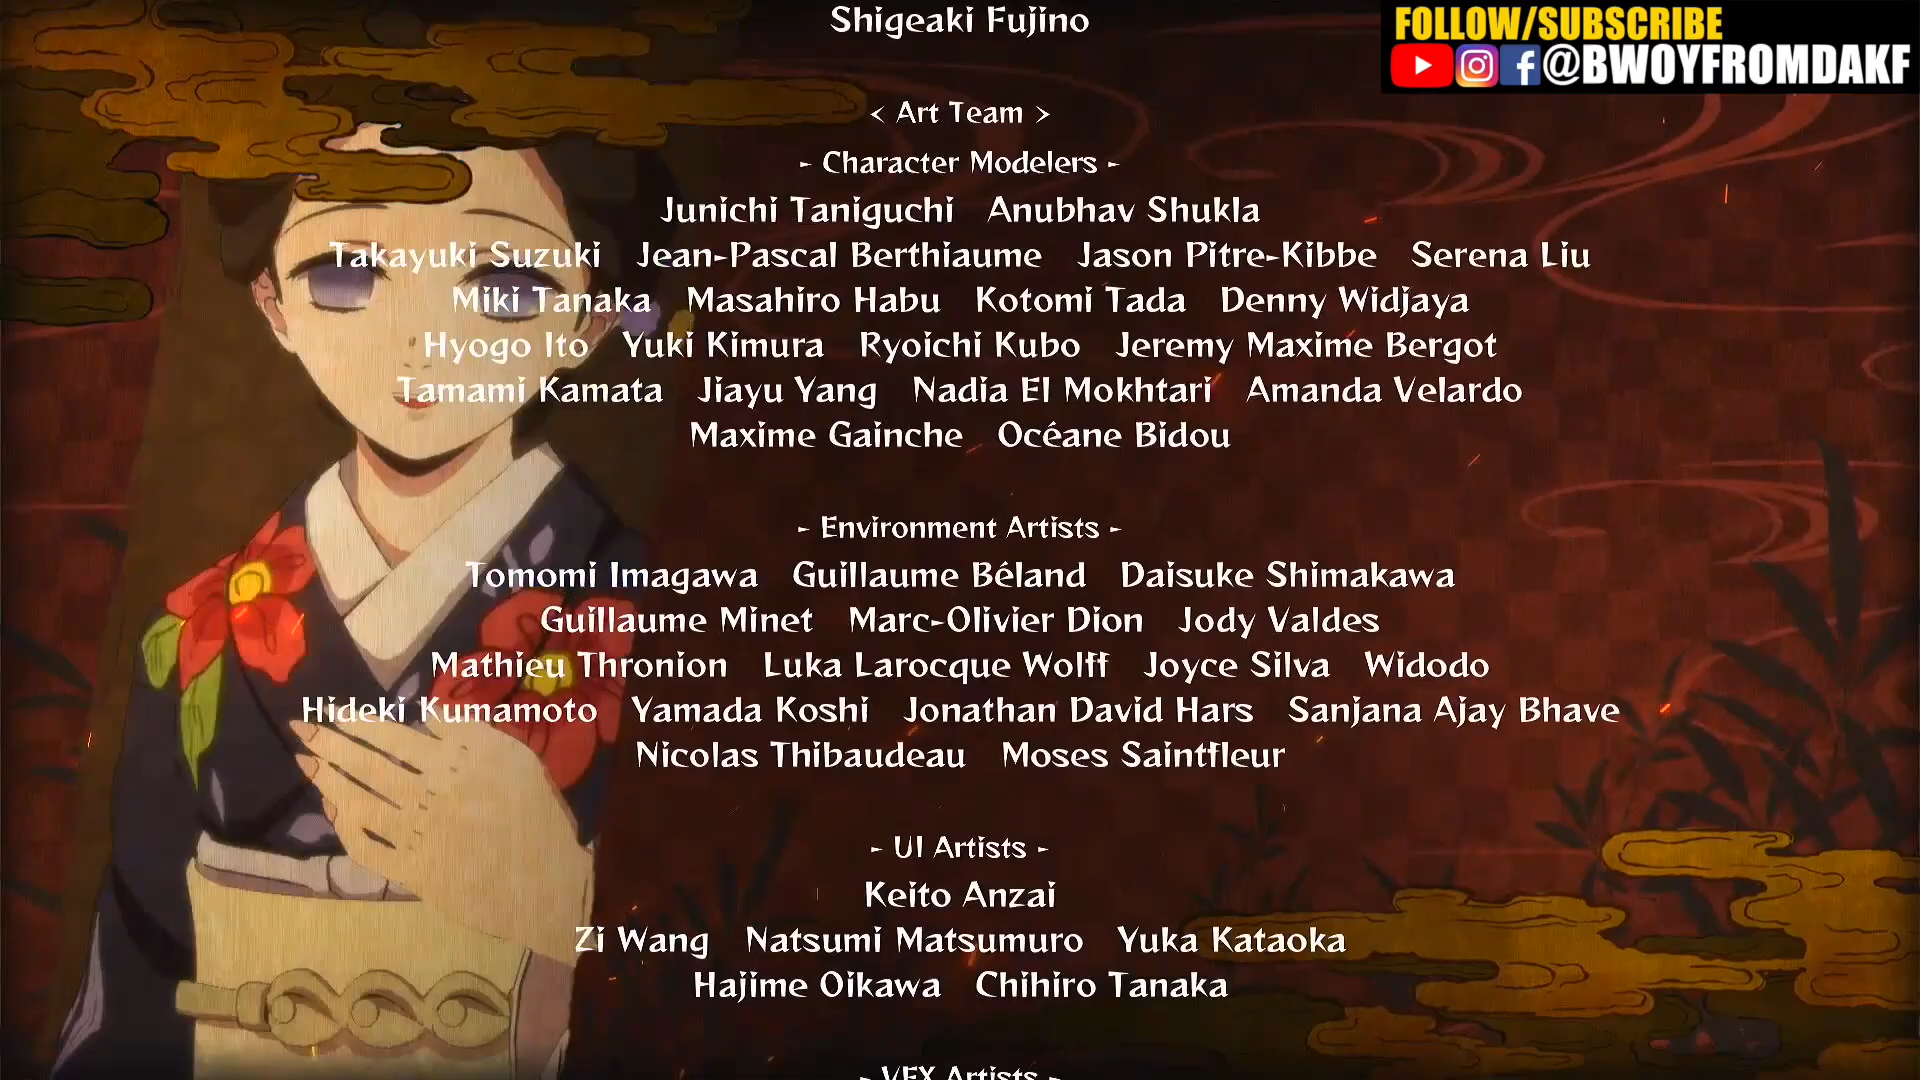 Shigeaki Fujino
FOLLOW/SUBSCRIBE
@BWOYFROMDAKF
< Art Team >
- Character Modelers -
Junichi Taniguchi Anubhav Shukla
Takayuki Suzuki Jean-Pascal Berthiaume Jason Pitre-Kibbe Serena Liu
Miki Tanaka Masahiro Habu Kotomi Tada Denny Widjaya
Hyogo Ito Yuki Kimura Ryoichi Kubo Jeremy Maxime Bergot
Tamami Kamata Jiayu Yang Nadia El Mokhtari Amanda Velardo
Maxime Gainche Océane Bidou
- Environment Artists -
Tomomi Imagawa Guillaume Béland Daisuke Shimakawa
Guillaume Minet Marc-Olivier Dion Jody Valdes
Mathieu Thronion Luka Larocque Wolff Joyce Silva Widodo
Hideki Kumamoto Yamada Koshi Jonathan David Hars Sanjana Ajay Bhave
Nicolas Thibaudeau Moses Saintfleur
- UI Artists -
Keito Anzai
Zi Wang Natsumi Matsumuro Yuka Kataoka
Hajime Oikawa Chihiro Tanaka
- VFX Artists -